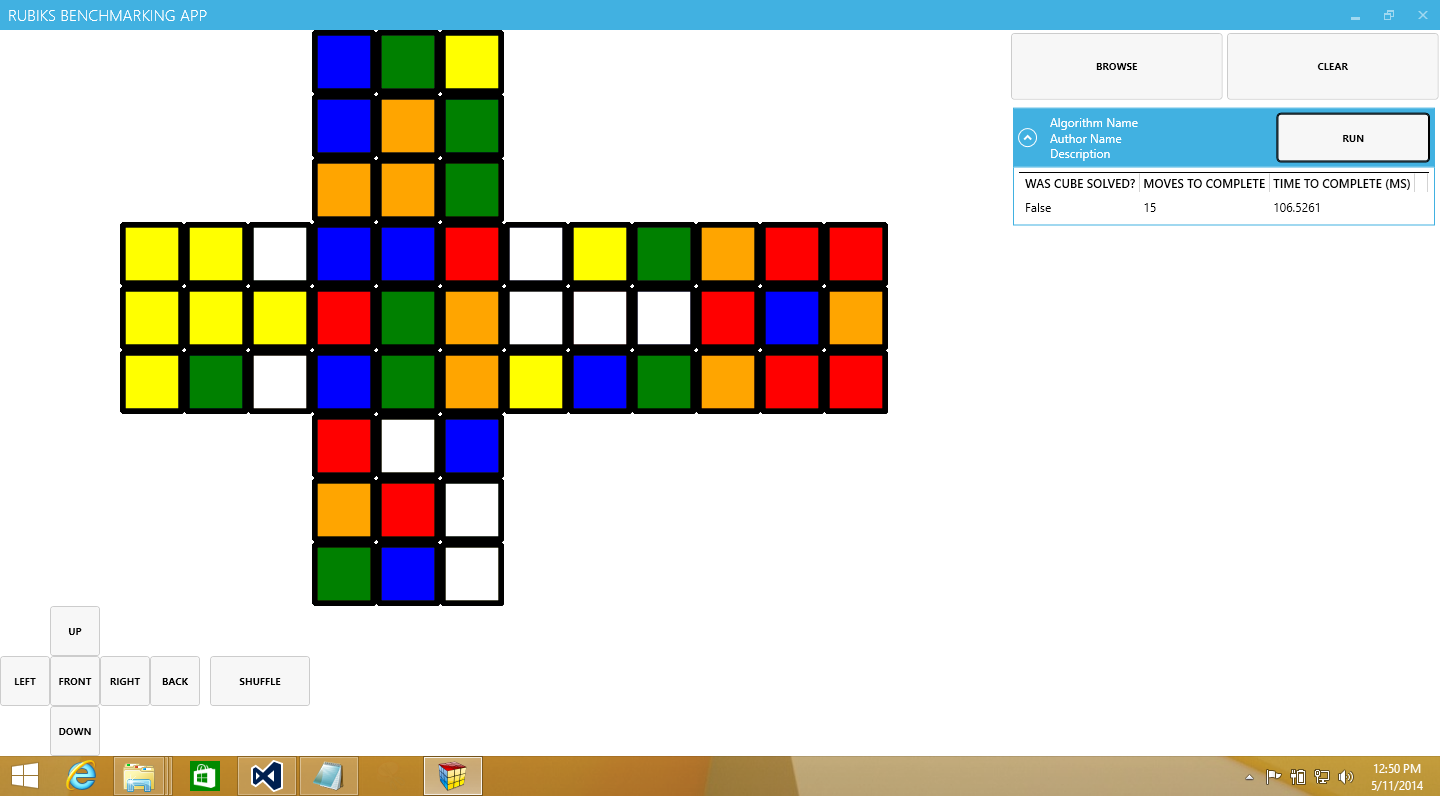 RUBIKS BENCHMARKING APP
BROWSE
CLEAR
Algorithm Name
Author Name
Description
RUN
WAS CUBE SOLVED? MOVES TO COMPLETE TIME TO COMPLETE (MS)
False 15 106.5261
UP
LEFT FRONT RIGHT BACK SHUFFLE
DOWN
12:50 PM
5/11/2014